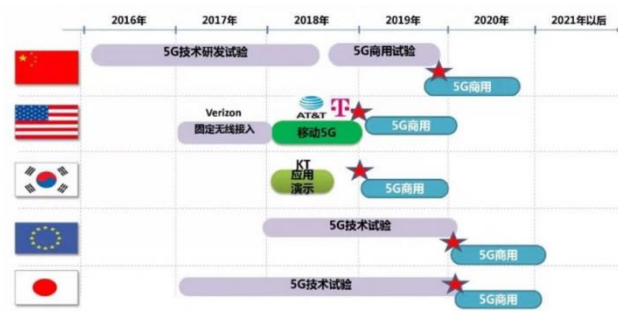 2016年 2017年 2018年 2019年 2020年 2021年以后
5G技术研发试验 5G商用试验
5G商用
Verizon
固定无线接入
AT&T T
移动5G
5G商用
KT
应用
演示
5G商用
5G技术试验
5G商用
5G技术试验
5G商用